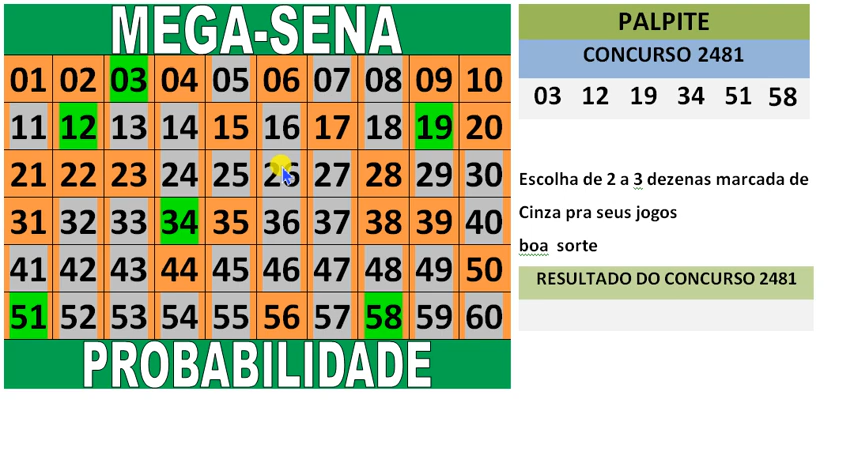 MEGA-SENA
01 02 03 04 05 06 07 08 09 10
11 12 13 14 15 16 17 18 19 20
21 22 23 24 25 26 27 28 29 30
31 32 33 34 35 36 37 38 39 40
41 42 43 44 45 46 47 48 49 50
51 52 53 54 55 56 57 58 59 60
PROBABILIDADE
PALPITE
CONCURSO 2481
03 12 19 34 51 58
Escolha de 2 a 3 dezenas marcada de
Cinza pra seus jogos
boa sorte
RESULTADO DO CONCURSO 2481